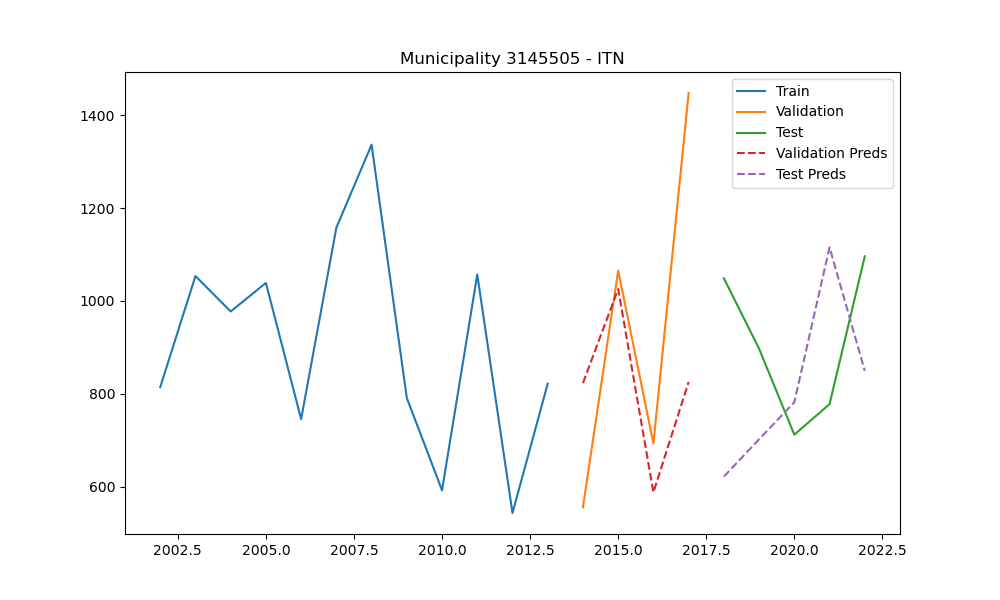 Municipality 3145505 - ITN
Train
Validation
Test
Validation Preds
Test Preds
1400
1200
1000
800
600
2002.5 2005.0 2007.5 2010.0 2012.5 2015.0 2017.5 2020.0 2022.5